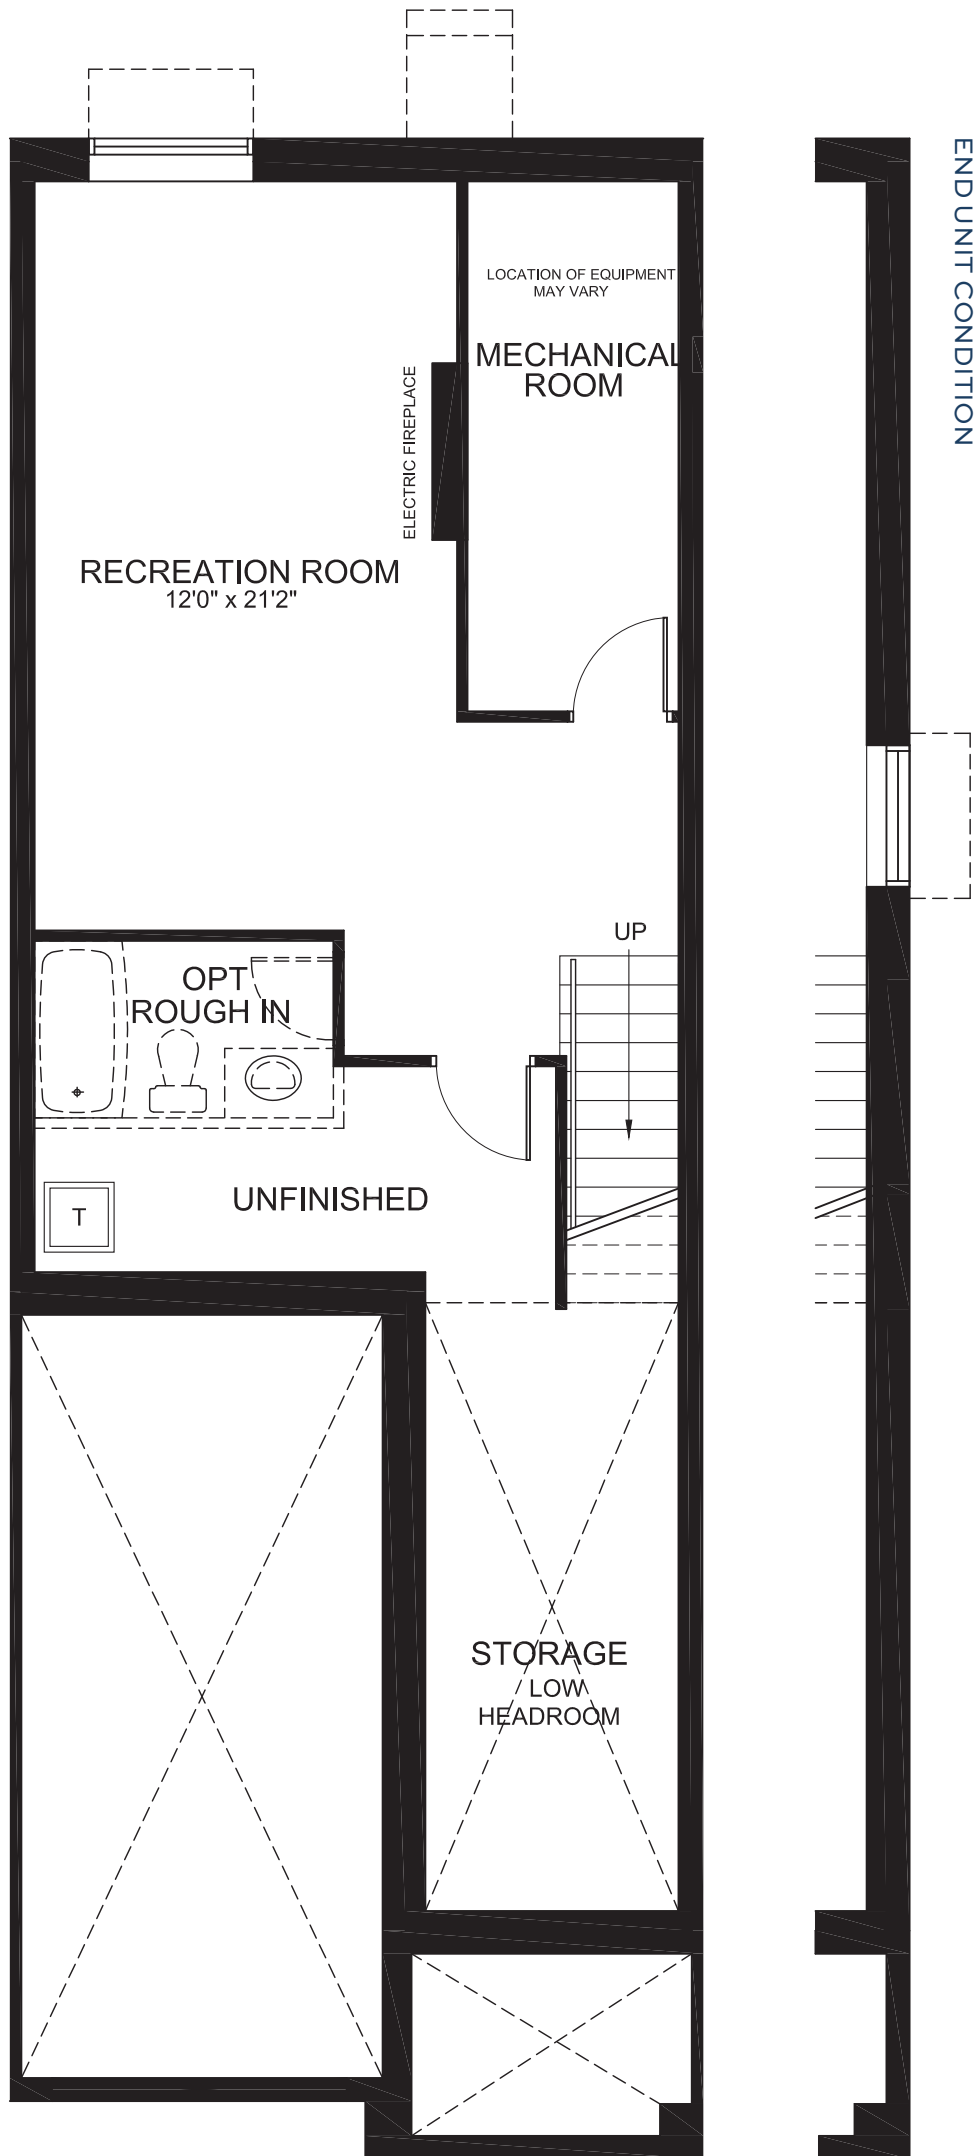 END UNIT CONDITION
LOCATION OF EQUIPMENT
MAY VARY
MECHANICAL
ROOM
ELECTRIC FIREPLACE
RECREATION ROOM
12'0" x 21'2"
UP
OPT
ROUGH IN
UNFINISHED
T
STORAGE
LOW
HEADROOM